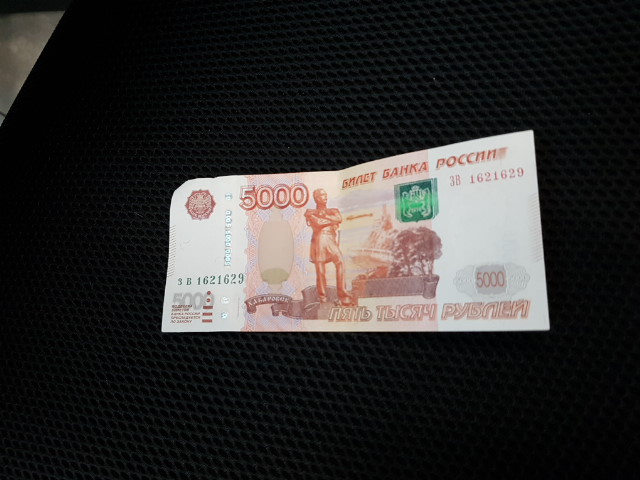 БИЛЕТ БАНКА РОССИИ
5000
ЗВ 1621629
ЗВ 1621629
5000
ХАБАРОВСК
5000
ПЯТЬ ТЫСЯЧ РУБЛЕЙ